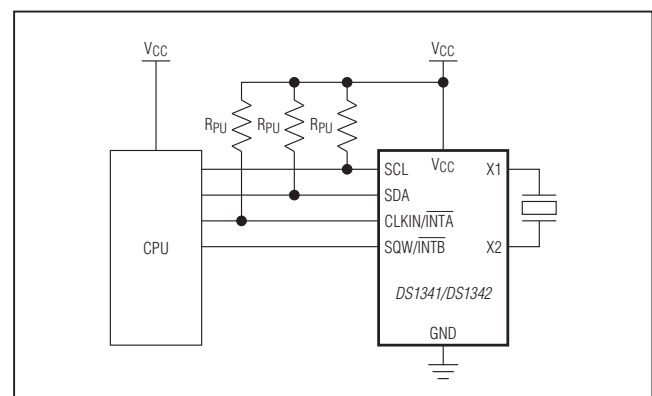 VCC VCC
RPU RPU RPU
SCL VCC X1
SDA
CLKIN/INTA
CPU SQW/INTB X2
DS1341/DS1342
GND